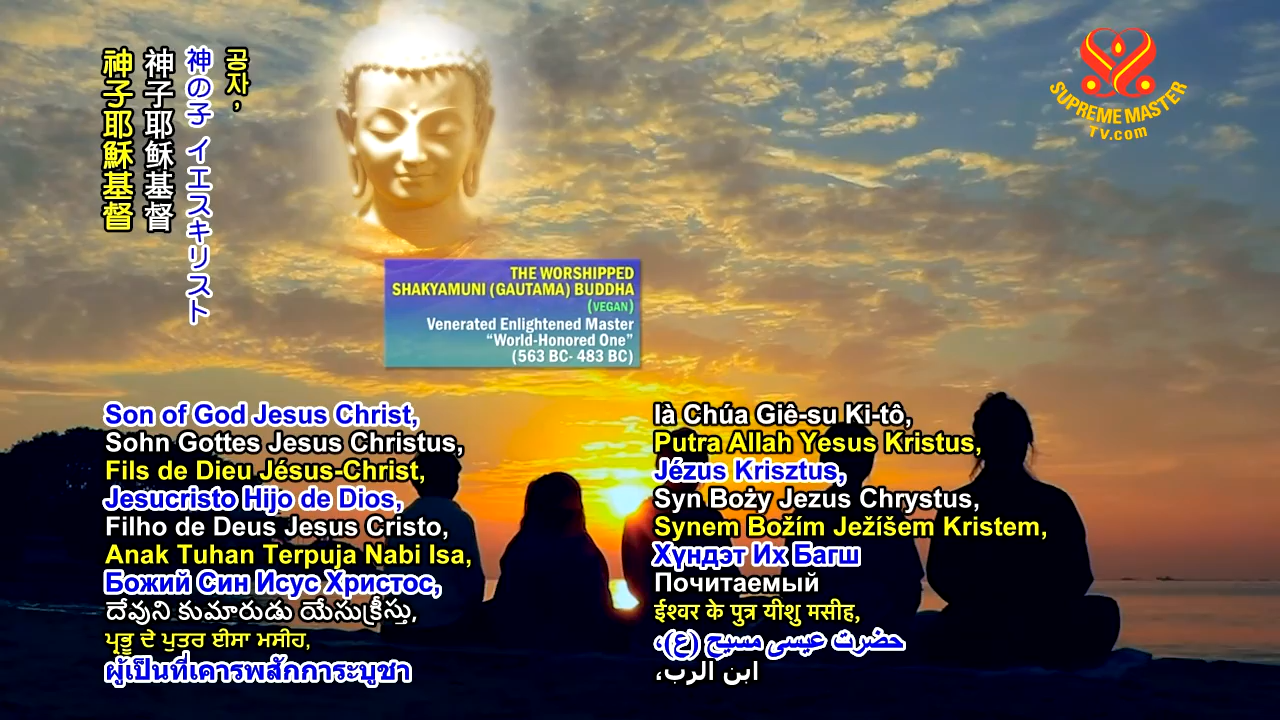 神子耶穌基督
神子耶稣基督
神の子 イエスキリスト
공자,
SUPREME MASTER
TV.com
THE WORSHIPPED
SHAKYAMUNI (GAUTAMA) BUDDHA
(VEGAN)
Venerated Enlightened Master
“World-Honored One”
(563 BC- 483 BC)
Son of God Jesus Christ,
Sohn Gottes Jesus Christus,
Fils de Dieu Jésus-Christ,
Jesucristo Hijo de Dios,
Filho de Deus Jesus Cristo,
Anak Tuhan Terpuja Nabi Isa,
Божий Син Исус Христос,
దేవుని కుమారుడు యేసుక్రీస్తు,
ਪ੍ਰਭੂ ਦੇ ਪੁਤਰ ਈਸਾ ਮਸੀਹ,
ผู้เป็นที่เคารพสักการะบูชา
là Chúa Giê-su Ki-tô,
Putra Allah Yesus Kristus,
Jézus Krisztus,
Syn Boży Jezus Chrystus,
Synem Božím Ježíšem Kristem,
Хүндэт Их Багш
Почитаемый
ईश्वर के पुत्र यीशु मसीह,
حضرت عیسی مسیح (ع)،
ابن الرب،